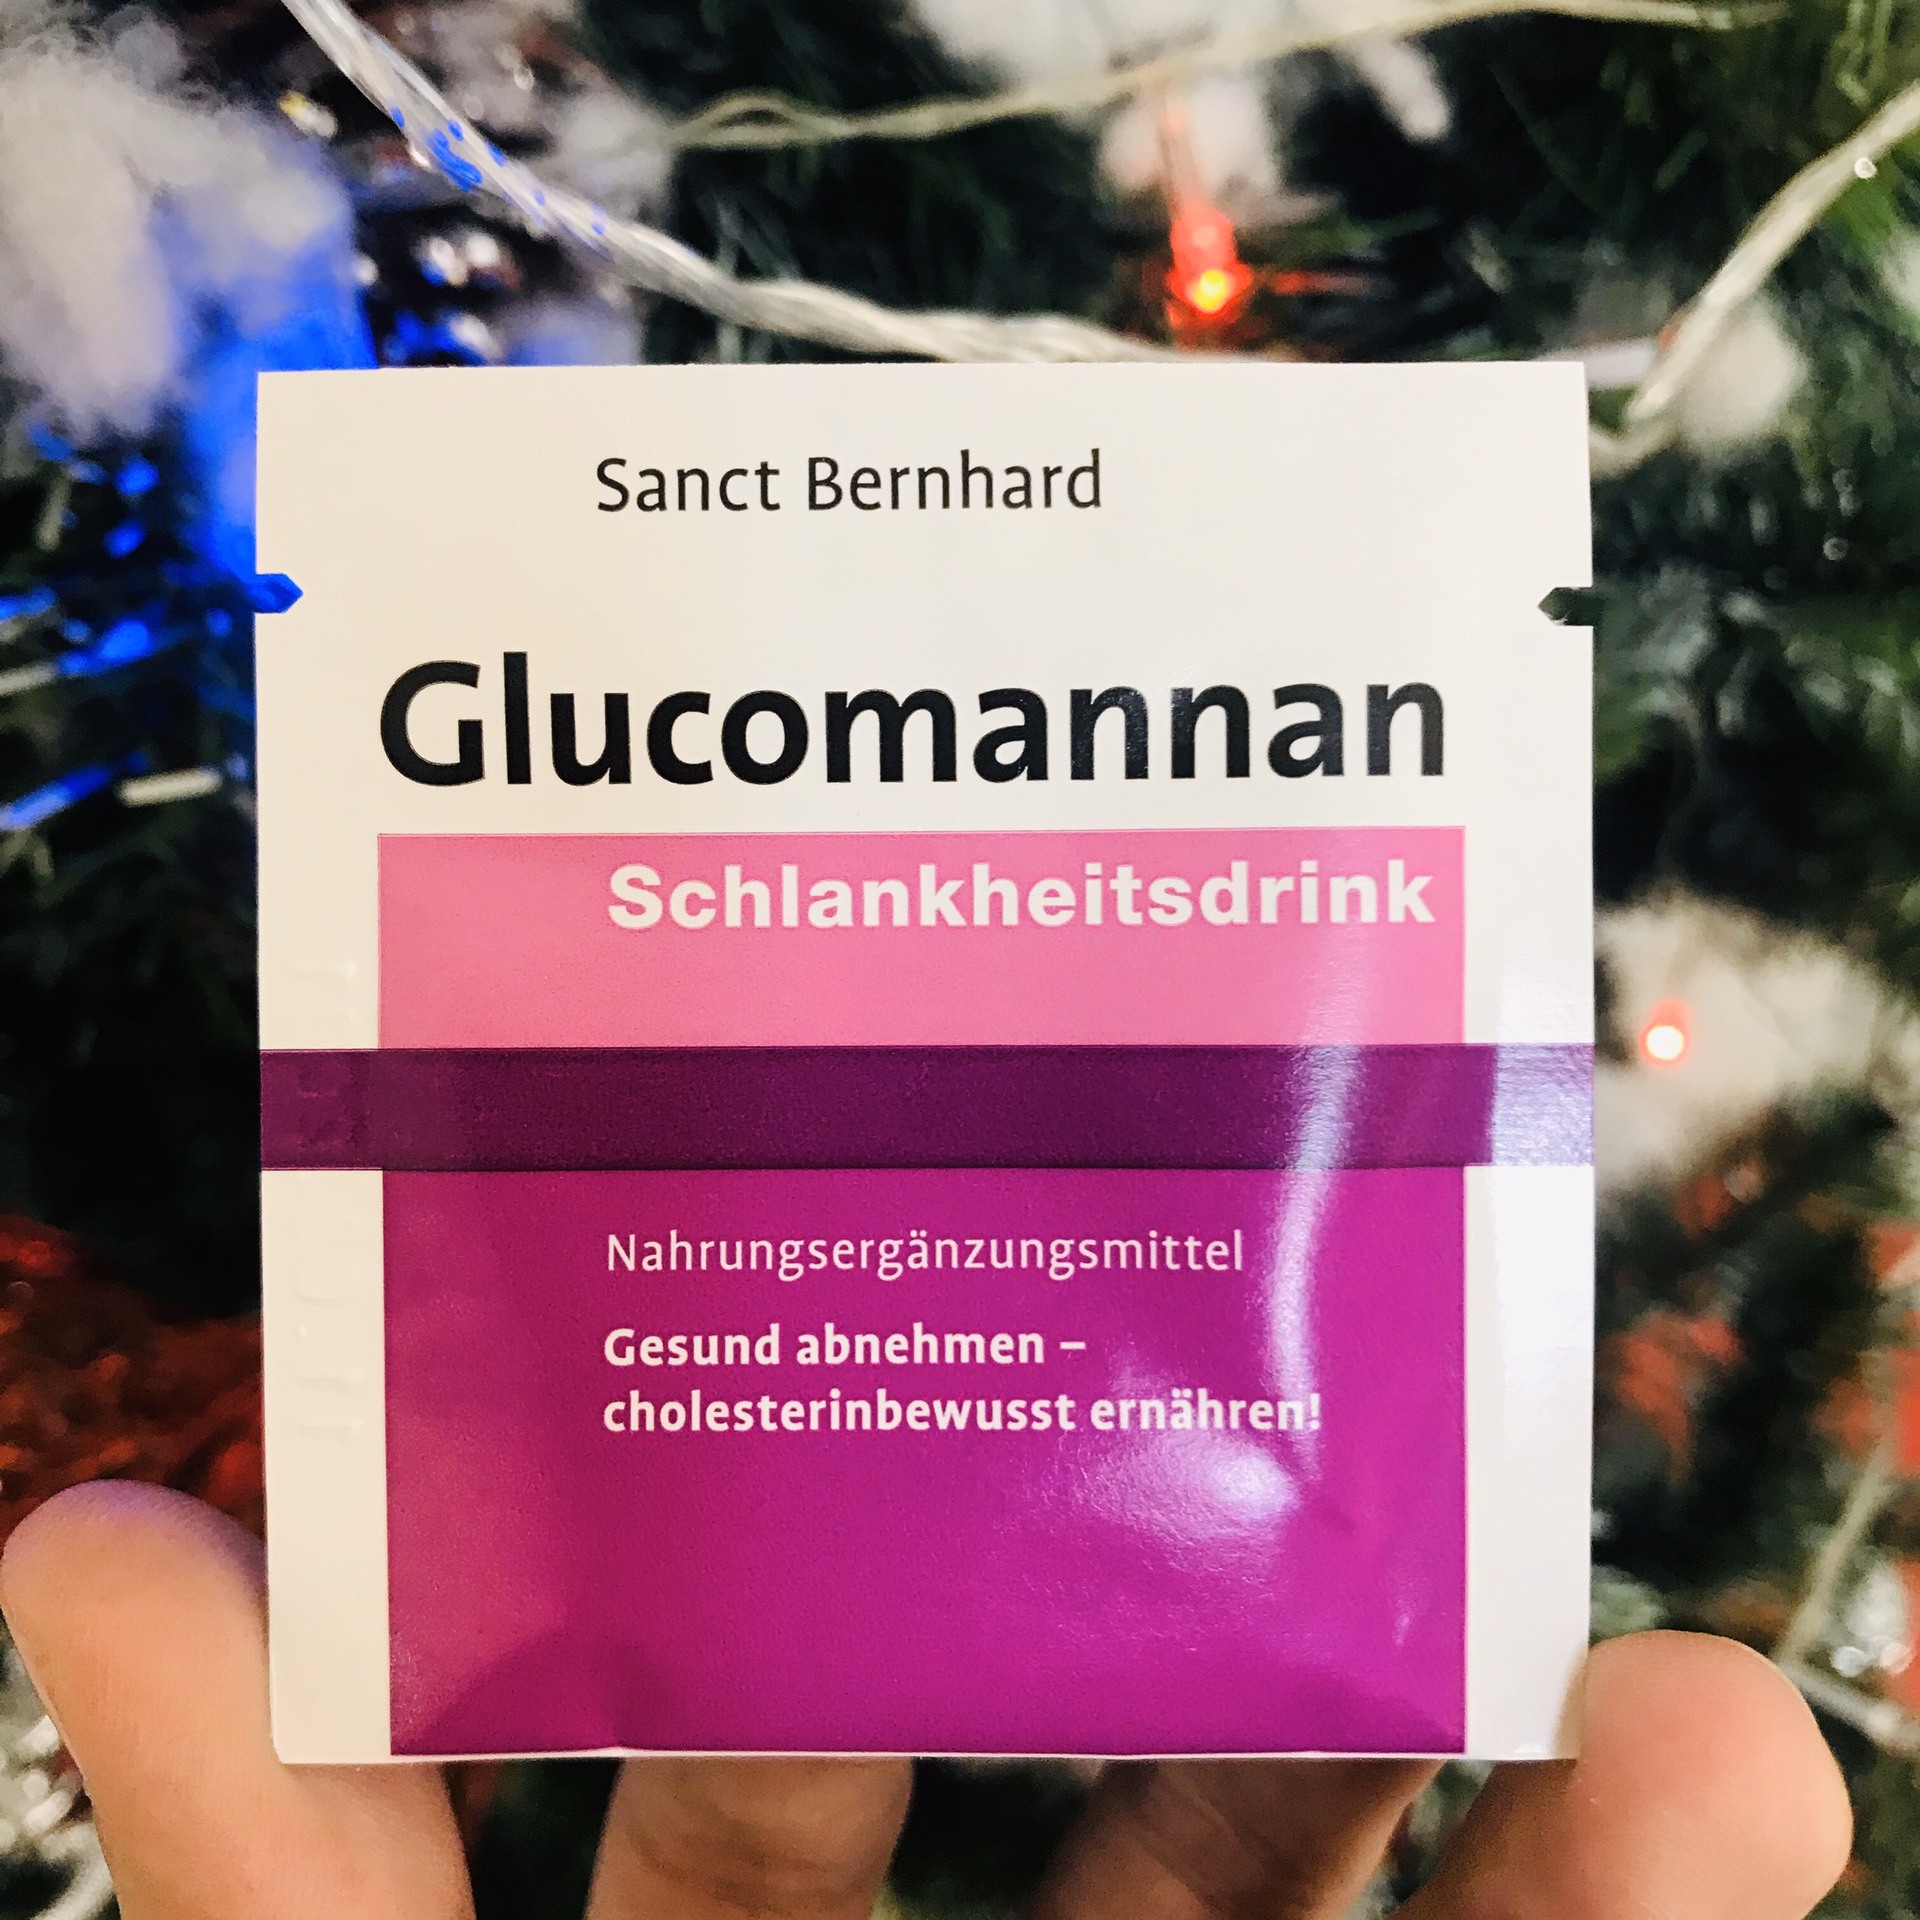 Sanct Bernhard
Glucomannan
Schlankheitsdrink
Nahrungsergänzungsmittel
Gesund abnehmen –
cholesterinbewusst ernähren!